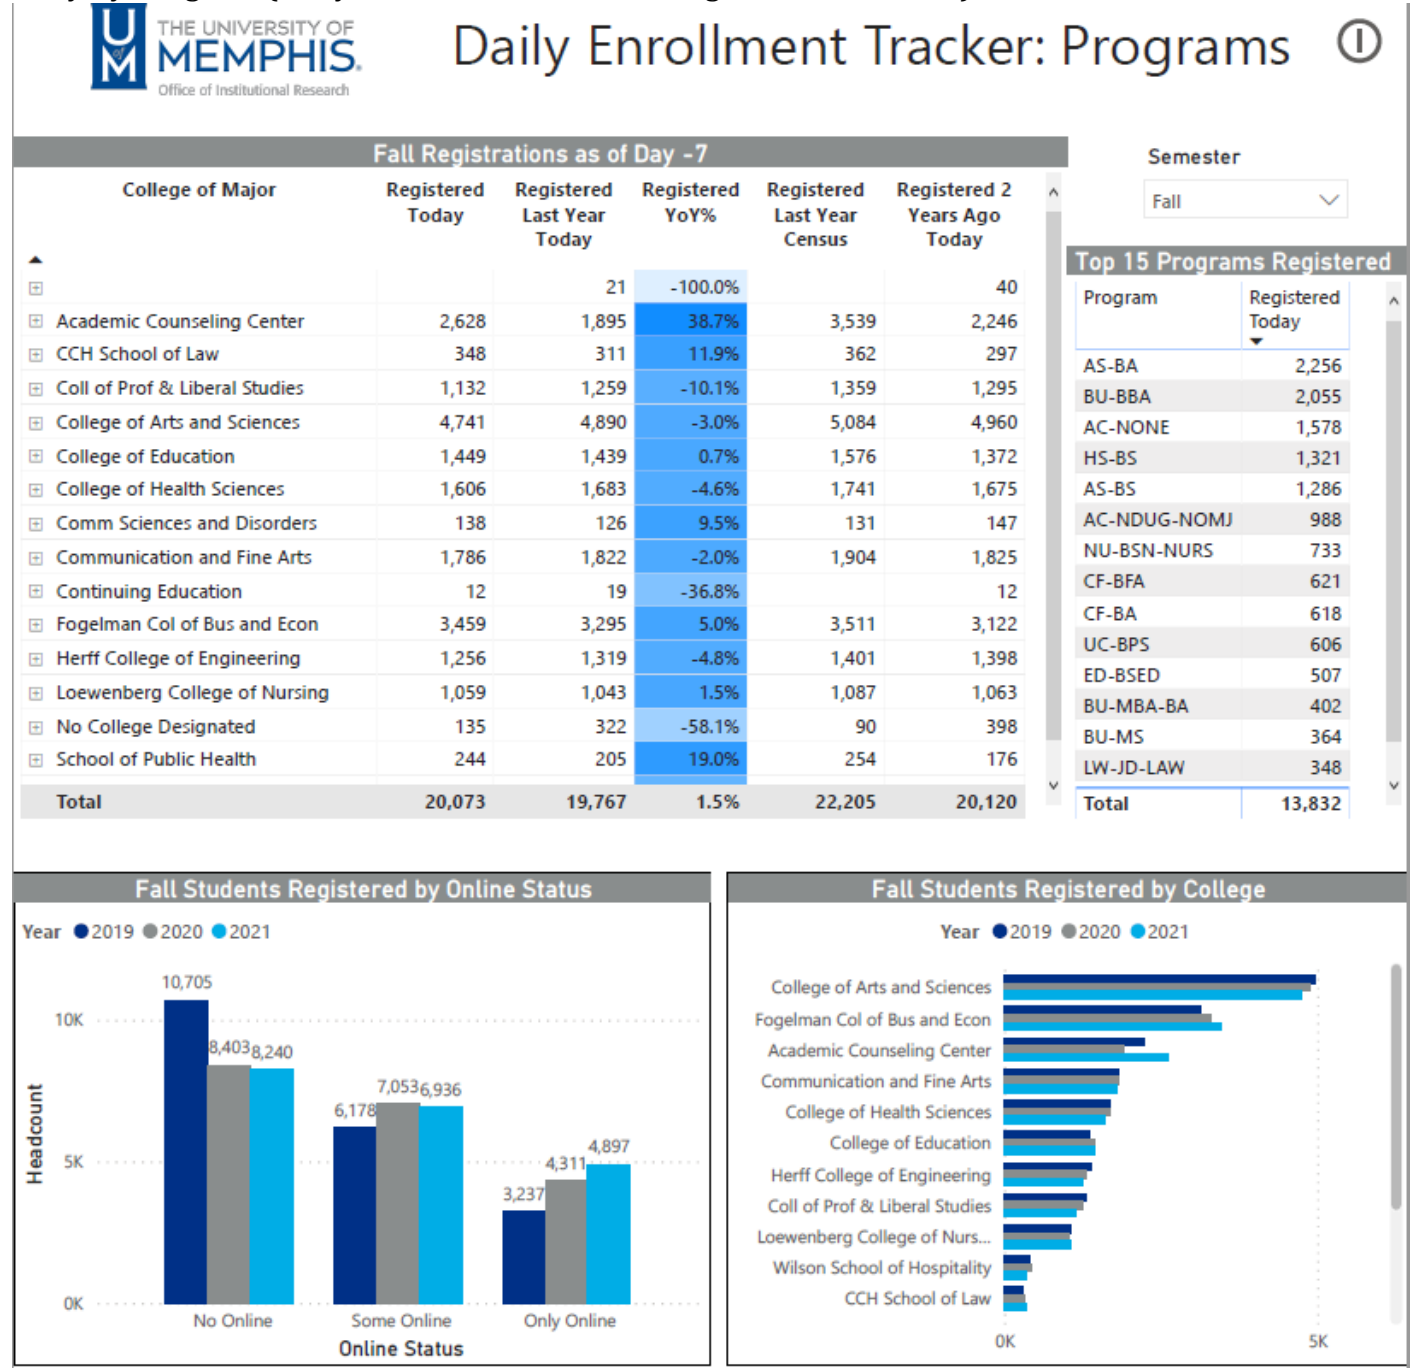 THE UNIVERSITY OF
MEMPHIS.
Office of Institutional Research
Daily Enrollment Tracker: Programs
Fall Registrations as of Day -7
College of Major Registered Today Registered Last Year Today Registered YoY% Registered Last Year Census Registered 2 Years Ago Today
21 -100.0% 40
Academic Counseling Center 2,628 1,895 38.7% 3,539 2,246
CCH School of Law 348 311 11.9% 362 297
Coll of Prof & Liberal Studies 1,132 1,259 -10.1% 1,359 1,295
College of Arts and Sciences 4,741 4,890 -3.0% 5,084 4,960
College of Education 1,449 1,439 0.7% 1,576 1,372
College of Health Sciences 1,606 1,683 -4.6% 1,741 1,675
Comm Sciences and Disorders 138 126 9.5% 131 147
Communication and Fine Arts 1,786 1,822 -2.0% 1,904 1,825
Continuing Education 12 19 -36.8% 12
Fogelman Col of Bus and Econ 3,459 3,295 5.0% 3,511 3,122
Herff College of Engineering 1,256 1,319 -4.8% 1,401 1,398
Loewenberg College of Nursing 1,059 1,043 1.5% 1,087 1,063
No College Designated 135 322 -58.1% 90 398
School of Public Health 244 205 19.0% 254 176
Total 20,073 19,767 1.5% 22,205 20,120
Semester
Fall
Top 15 Programs Registered
Program Registered Today
AS-BA 2,256
BU-BBA 2,055
AC-NONE 1,578
HS-BS 1,321
AS-BS 1,286
AC-NDUG-NOMJ 988
NU-BSN-NURS 733
CF-BFA 621
CF-BA 618
UC-BPS 606
ED-BSED 507
BU-MBA-BA 402
BU-MS 364
LW-JD-LAW 348
Total 13,832
Fall Students Registered by Online Status
Year 2019 2020 2021
Headcount
10K
5K
0K
10,705 8,403 8,240
6,178 7,053 6,936
3,237 4,311 4,897
No Online Some Online Only Online
Online Status
Fall Students Registered by College
Year 2019 2020 2021
College of Arts and Sciences
Fogelman Col of Bus and Econ
Academic Counseling Center
Communication and Fine Arts
College of Health Sciences
College of Education
Herff College of Engineering
Coll of Prof & Liberal Studies
Loewenberg College of Nurs...
Wilson School of Hospitality
CCH School of Law
0K 5K